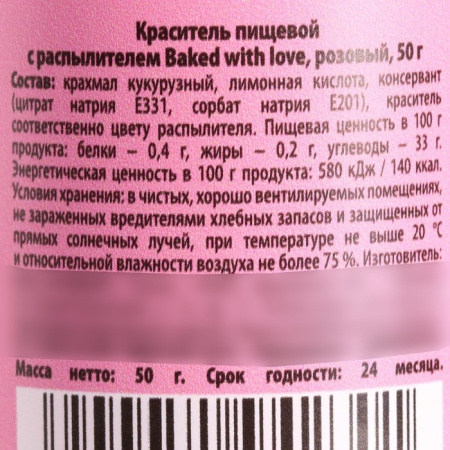 Краситель пищевой
с распылителем Baked with love, розовый, 50 г
Состав: крахмал кукурузный, лимонная кислота, консервант
(цитрат натрия Е331, сорбат натрия Е201), краситель
соответственно цвету распылителя. Пищевая ценность в 100 г
продукта: белки – 0,4 г, жиры – 0,2 г, углеводы – 33 г.
Энергетическая ценность в 100 г продукта: 580 кДж / 140 ккал.
Условия хранения: в чистых, хорошо вентилируемых помещениях,
не зараженных вредителями хлебных запасов и защищенных от
прямых солнечных лучей, при температуре не выше 20 °С
и относительной влажности воздуха не более 75 %. Изготовитель:
Масса нетто: 50 г. Срок годности: 24 месяца.